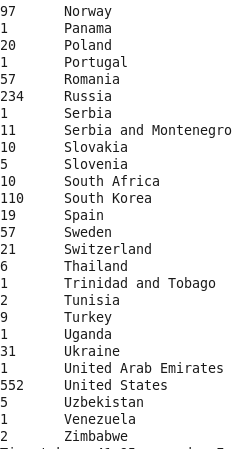 97 Norway
1 Panama
20 Poland
1 Portugal
57 Romania
234 Russia
1 Serbia
11 Serbia and Montenegro
10 Slovakia
5 Slovenia
10 South Africa
110 South Korea
19 Spain
57 Sweden
21 Switzerland
6 Thailand
1 Trinidad and Tobago
2 Tunisia
9 Turkey
1 Uganda
31 Ukraine
1 United Arab Emirates
552 United States
5 Uzbekistan
1 Venezuela
2 Zimbabwe